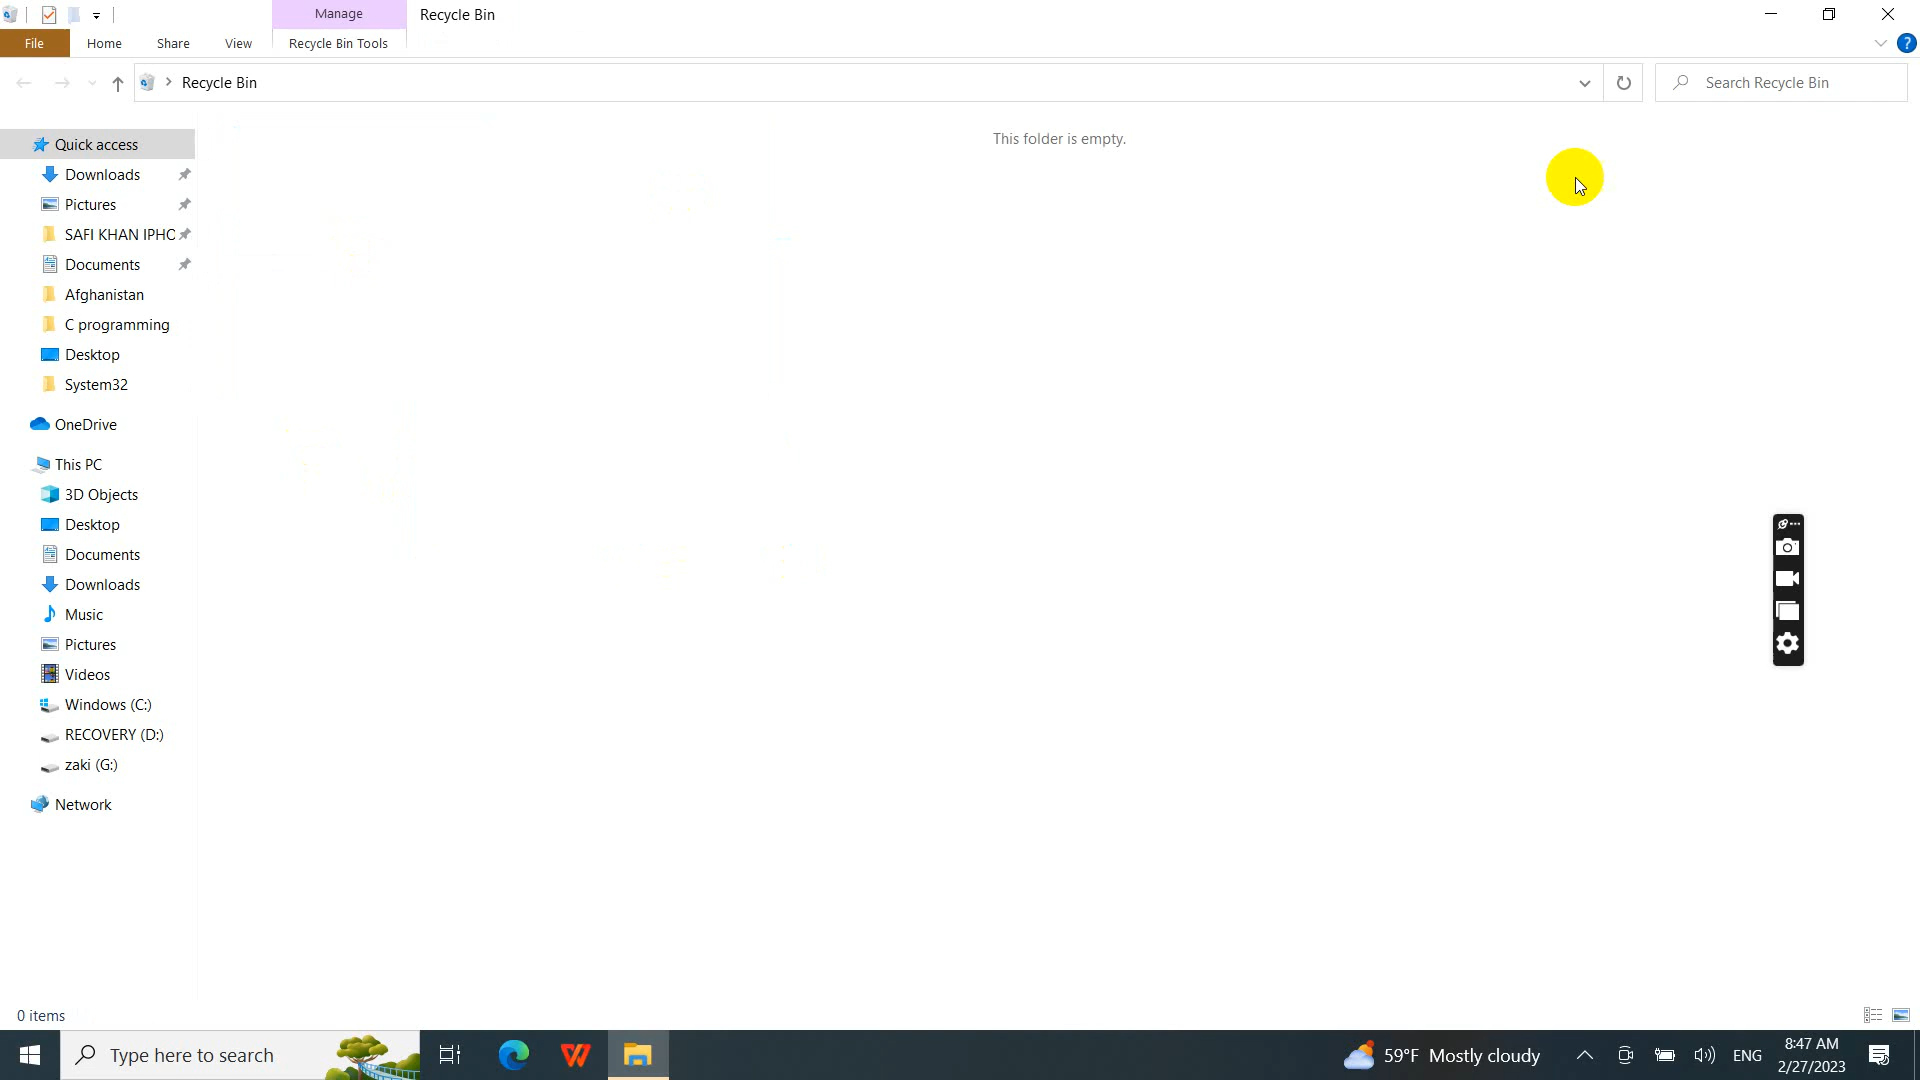 Manage
Recycle Bin
File
Home
Share
View
Recycle Bin Tools
?
Recycle Bin
Search Recycle Bin
This folder is empty.
Quick access
Downloads
Pictures
SAFI KHAN IPHO
Documents
Afghanistan
C programming
Desktop
System32
OneDrive
This PC
3D Objects
Desktop
Documents
Downloads
Music
Pictures
Videos
Windows (C:)
RECOVERY (D:)
zaki (G:)
Network
0 items
Type here to search
59°F Mostly cloudy
ENG
8:47 AM
2/27/2023